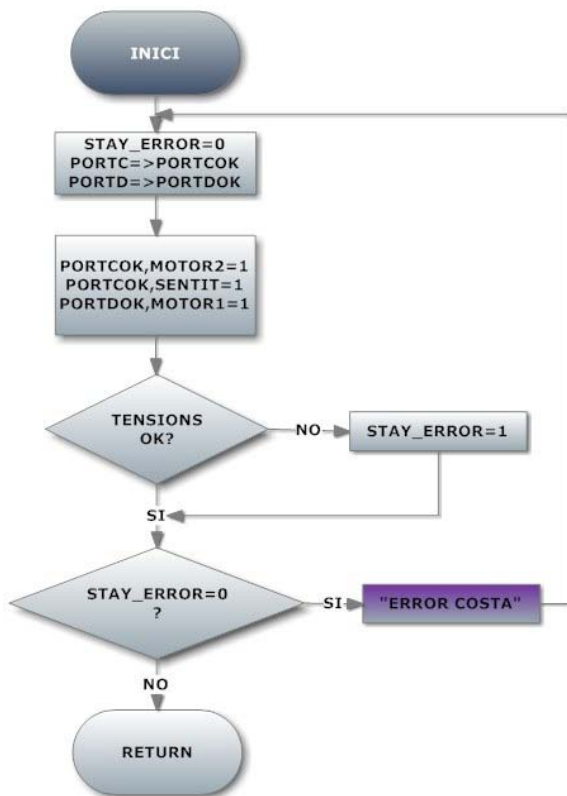 INICI
STAY_ERROR=0
PORTC=>PORTCOK
PORTD=>PORTDOK
PORTCOK,MOTOR2=1
PORTCOK,SENTIT=1
PORTDOK,MOTOR1=1
TENSIONS
OK?
NO
STAY_ERROR=1
SI
STAY_ERROR=0
?
SI
"ERROR COSTA"
NO
RETURN